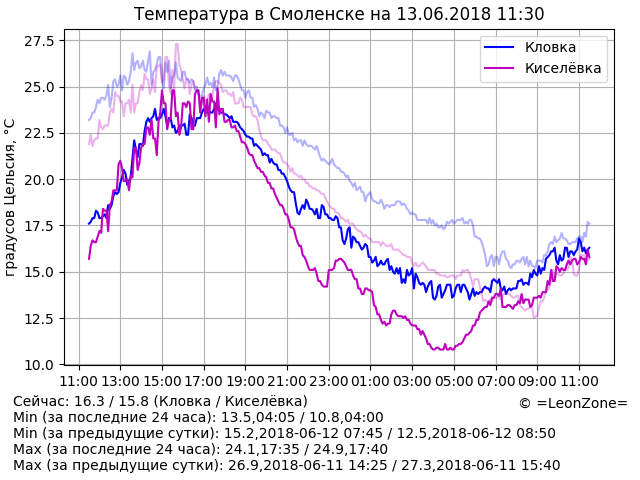 Температура в Смоленске на 13.06.2018 11:30
градусов Цельсия, °C
27.5
25.0
22.5
20.0
17.5
15.0
12.5
10.0
Кловка
Киселёвка
11:00 13:00 15:00 17:00 19:00 21:00 23:00 01:00 03:00 05:00 07:00 09:00 11:00
Сейчас: 16.3 / 15.8 (Кловка / Киселёвка)
© =LeonZone=
Min (за последние 24 часа): 13.5,04:05 / 10.8,04:00
Min (за предыдущие сутки): 15.2,2018-06-12 07:45 / 12.5,2018-06-12 08:50
Max (за последние 24 часа): 24.1,17:35 / 24.9,17:40
Max (за предыдущие сутки): 26.9,2018-06-11 14:25 / 27.3,2018-06-11 15:40